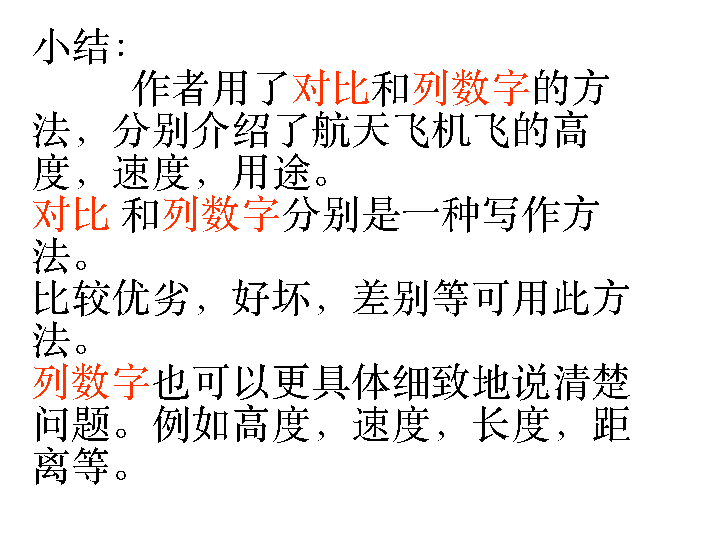 小结：
作者用了对比和列数字的方
法，分别介绍了航天飞机飞的高
度，速度，用途。
对比 和列数字分别是一种写作方
法。
比较优劣，好坏，差别等可用此方
法。
列数字也可以更具体细致地说清楚
问题。例如高度，速度，长度，距
离等。